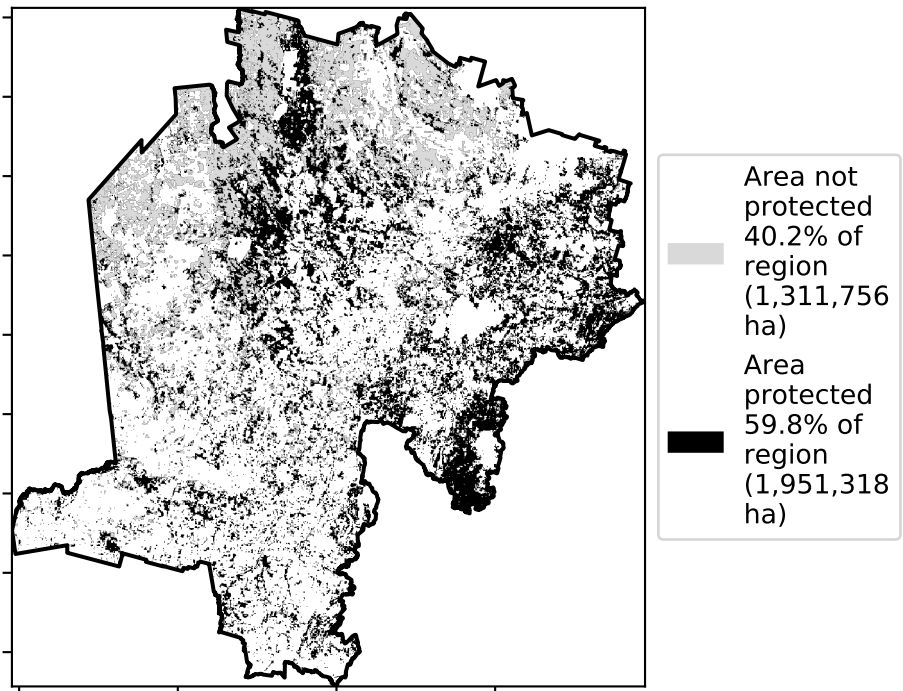 Area not
protected
40.2% of
region
(1,311,756
ha)
Area
protected
59.8% of
region
(1,951,318
ha)